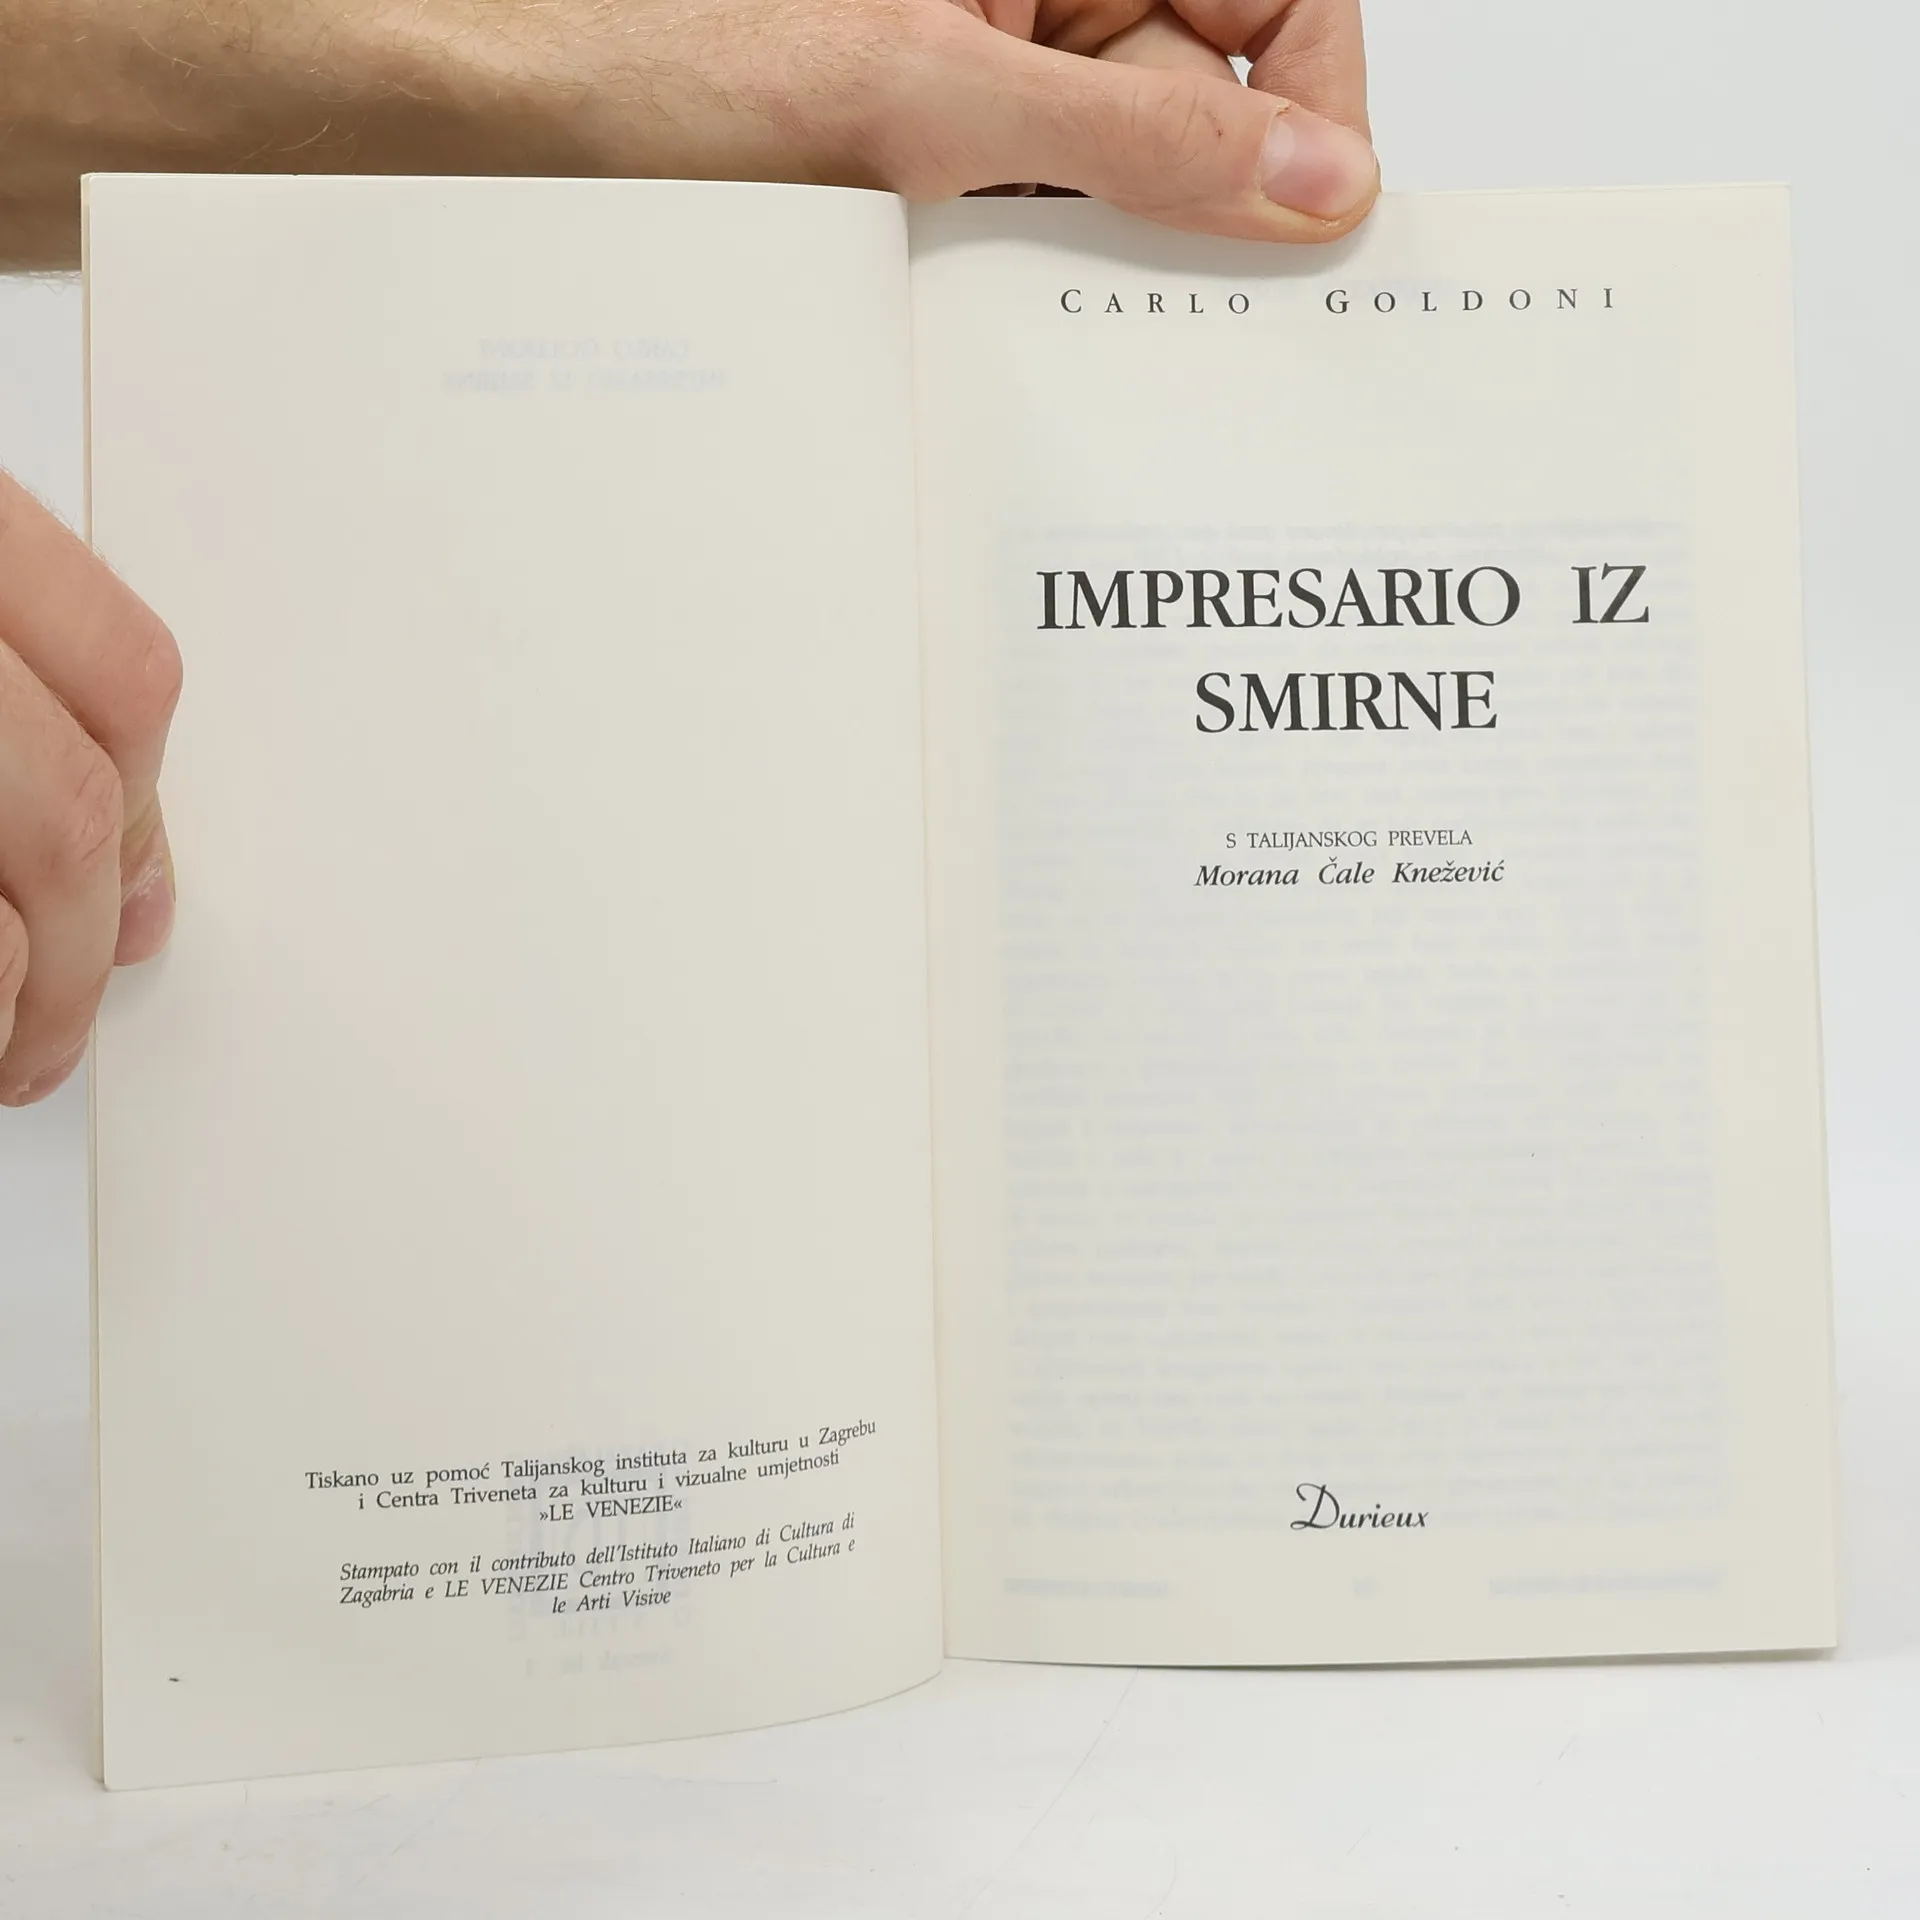 Tiskano uz pomoć Talijanskog instituta za kulturu u Zagrebu
i Centra Triveneta za kulturu i vizualne umjetnosti
»LE VENEZIE«
Stampato con il contributo dell'Istituto Italiano di Cultura di
Zagabria e LE VENEZIE Centro Triveneto per la Cultura e
le Arti Visive
CARLO GOLDONI
IMPRESARIO IZ
SMIRNE
S TALIJANSKOG PREVELA
Morana Čale Knežević
Durieux